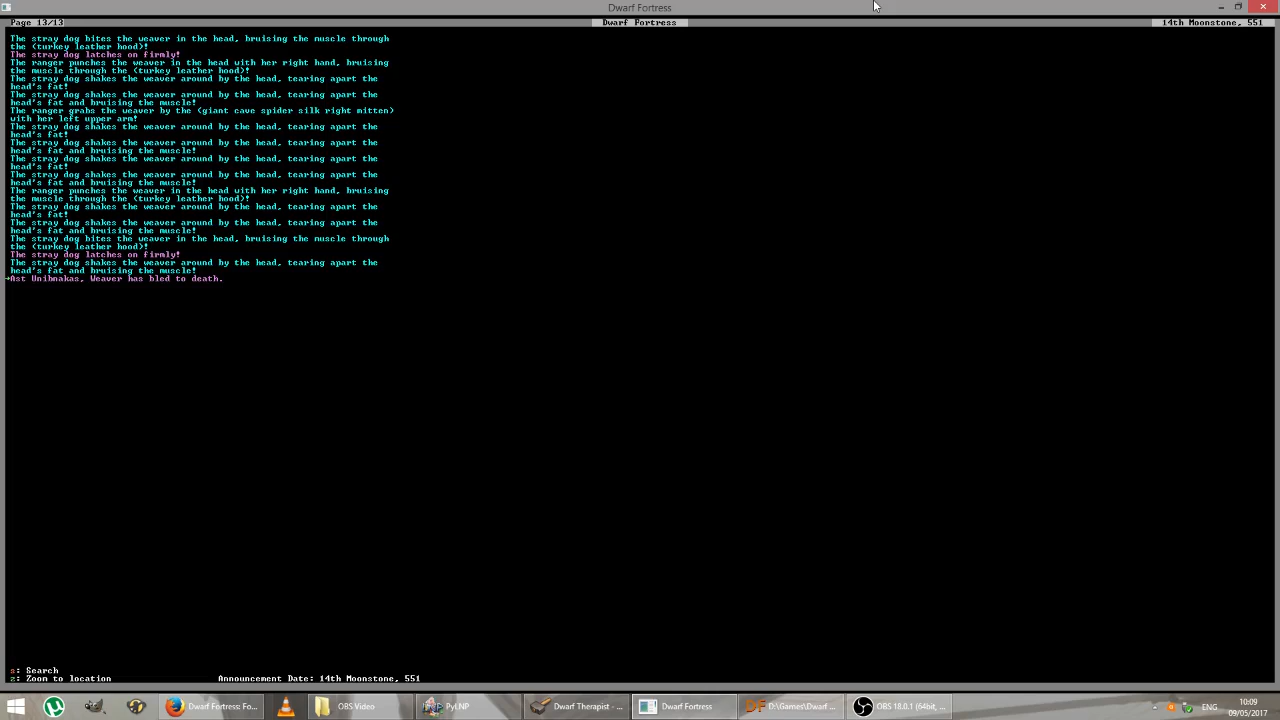 Dwarf Fortress
Page 13/13 Dwarf Fortress 14th Moonstone, 551
The stray dog bites the weaver in the head, bruising the muscle through
the (turkey leather hood)!
The stray dog latches on firmly!
The ranger punches the weaver in the head with her right hand, bruising
the muscle through the (turkey leather hood)!
The stray dog shakes the weaver around by the head, tearing apart the
head's fat!
The stray dog shakes the weaver around by the head, tearing apart the
head's fat and bruising the muscle!
The ranger grabs the weaver by the (giant cave spider silk right mitten)
with her left upper arm!
The stray dog shakes the weaver around by the head, tearing apart the
head's fat!
The stray dog shakes the weaver around by the head, tearing apart the
head's fat and bruising the muscle!
The stray dog shakes the weaver around by the head, tearing apart the
head's fat!
The stray dog shakes the weaver around by the head, tearing apart the
head's fat and bruising the muscle!
The ranger punches the weaver in the head with her right hand, bruising
the muscle through the (turkey leather hood)!
The stray dog shakes the weaver around by the head, tearing apart the
head's fat!
The stray dog shakes the weaver around by the head, tearing apart the
head's fat and bruising the muscle!
The stray dog bites the weaver in the head, bruising the muscle through
the (turkey leather hood)!
The stray dog latches on firmly!
The stray dog shakes the weaver around by the head, tearing apart the
head's fat and bruising the muscle!
Ast Unibnakas, Weaver has bled to death.
s: Search
z: Zoom to location Announcement Date: 14th Moonstone, 551
Dwarf Fortress: Fo... OBS Video PyLNP Dwarf Therapist - ... Dwarf Fortress DF D:\Games\Dwarf ... OBS 18.0.1 (64bit, ... ENG 10:09
09/05/2017